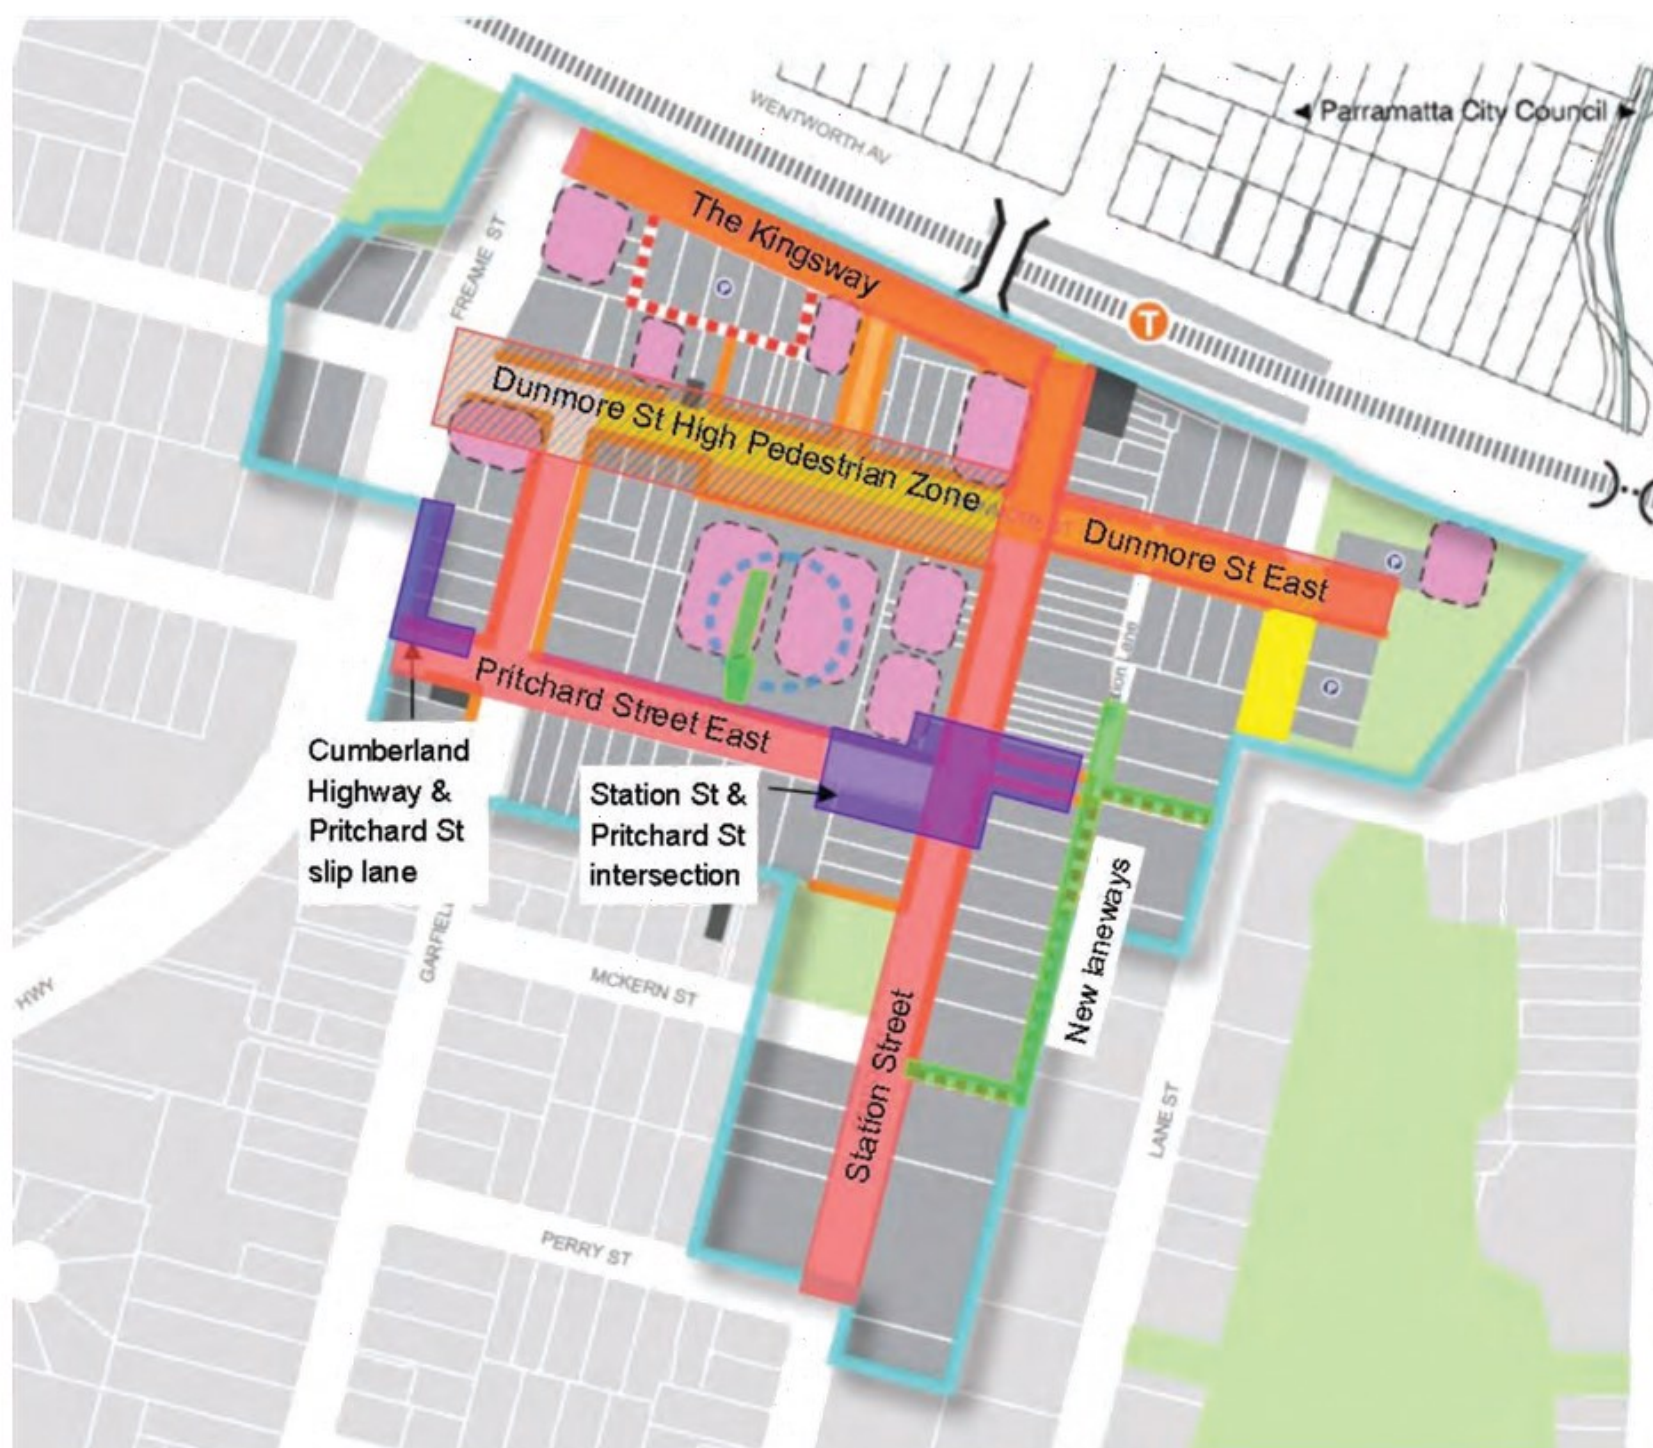 WENTWORTH AV
Parramatta City Council
The Kingsway
FREAME ST
P
T
Dunmore St High Pedestrian Zone
Dunmore St East
P
P
Lane
Pritchard Street East
Cumberland
Highway &
Pritchard St
slip lane
Station St &
Pritchard St
intersection
New laneways
GARFIEL
MCKERN ST
HWY
Station Street
LANE ST
PERRY ST